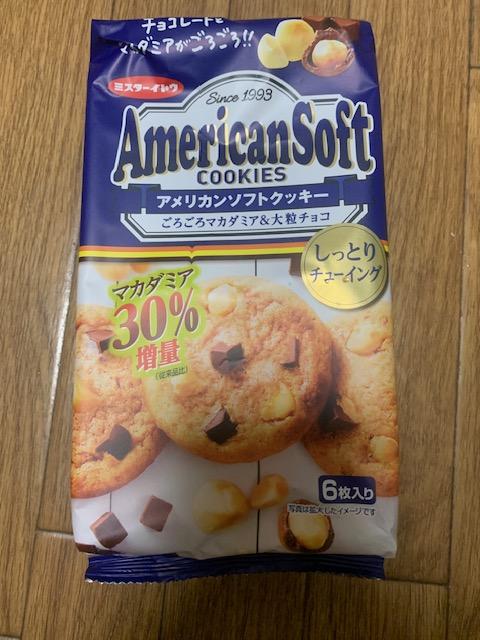 チョコレートと
マカダミアがごろごろ!!
ミスターイトウ
Since 1993
AmericanSoft
COOKIES
アメリカンソフトクッキー
ごろごろマカダミア&大粒チョコ
しっとり
チューイング
マカダミア
30%
増量
(従来品比)
6枚入り
写真は拡大したイメージです